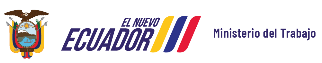 EL NUEVO
ECUADOR
Ministerio del Trabajo